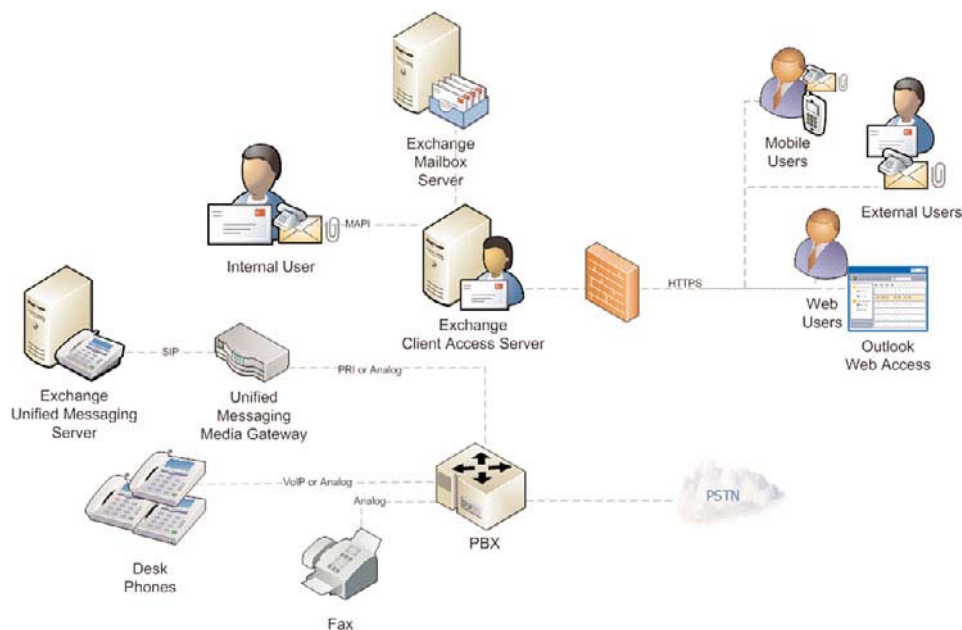 Exchange
Mailbox
Server
Mobile
Users
External Users
MAPI
Internal User
HTTPS
Exchange
Client Access Server
Web
Users
Outlook
Web Access
SIP
PRI or Analog
Exchange
Unified Messaging
Server
Unified
Messaging
Media Gateway
VoIP or Analog
Analog
PSTN
PBX
Desk
Phones
Fax